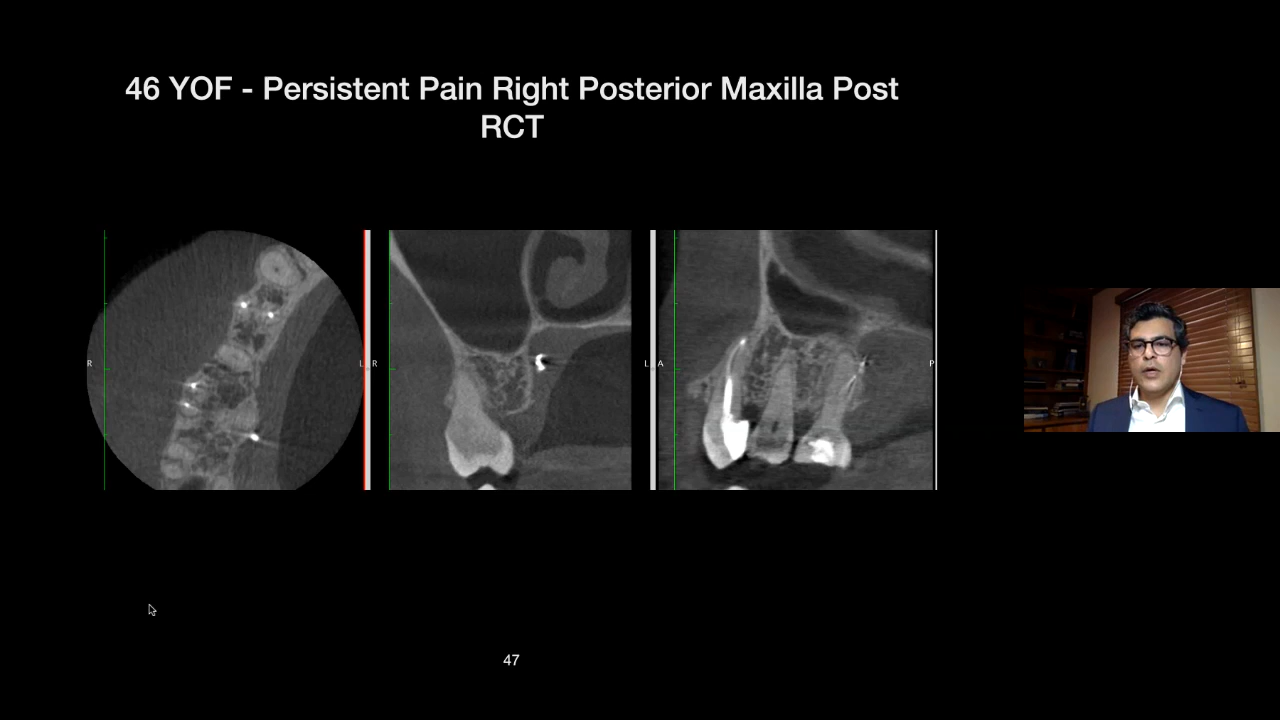 46 YOF - Persistent Pain Right Posterior Maxilla Post
RCT
R
L
R
L
A
P
47